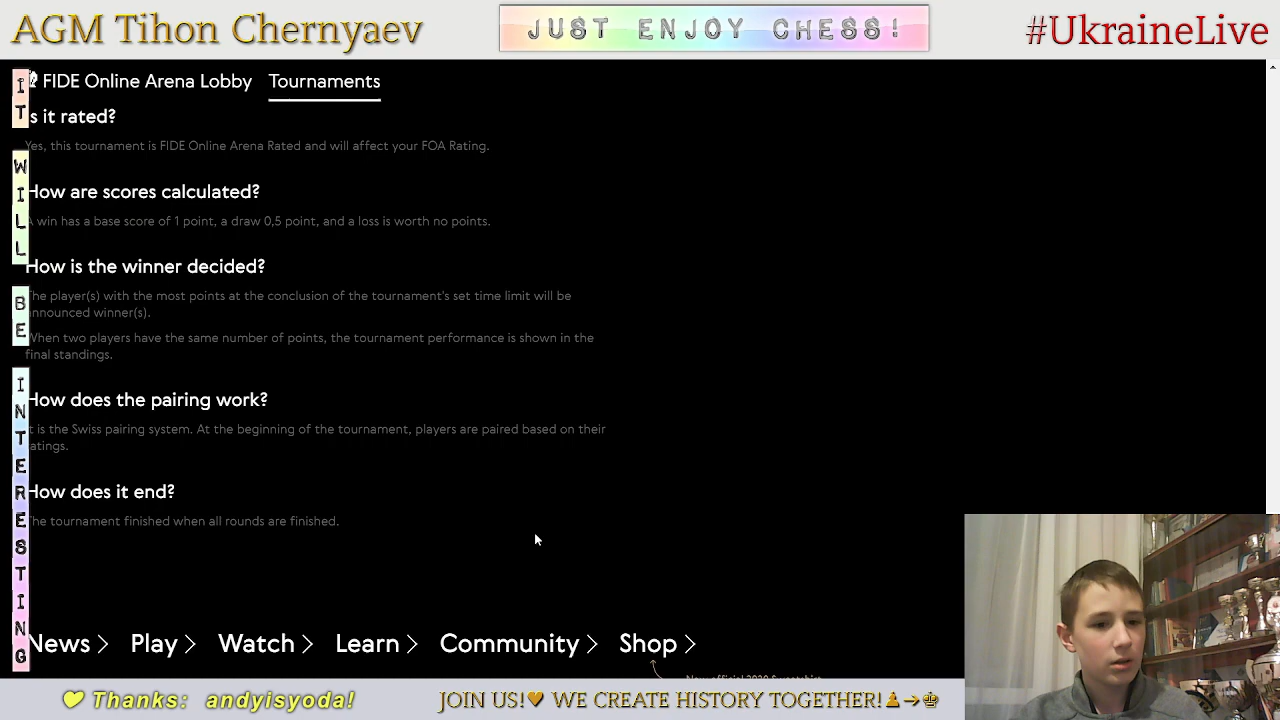 AGM Tihon Chernyaev
JUST ENJOY CHESS!
#UkraineLive
IT WILL BE INTERESTING
FIDE Online Arena Lobby Tournaments
Is it rated?
Yes, this tournament is FIDE Online Arena Rated and will affect your FOA Rating.
How are scores calculated?
A win has a base score of 1 point, a draw 0,5 point, and a loss is worth no points.
How is the winner decided?
The player(s) with the most points at the conclusion of the tournament's set time limit will be
announced winner(s).
When two players have the same number of points, the tournament performance is shown in the
final standings.
How does the pairing work?
It is the Swiss pairing system. At the beginning of the tournament, players are paired based on their
ratings.
How does it end?
The tournament finished when all rounds are finished.
News > Play > Watch > Learn > Community > Shop >
Thanks: andyisyoda!
JOIN US!🧡 WE CREATE HISTORY TOGETHER!♟→♚